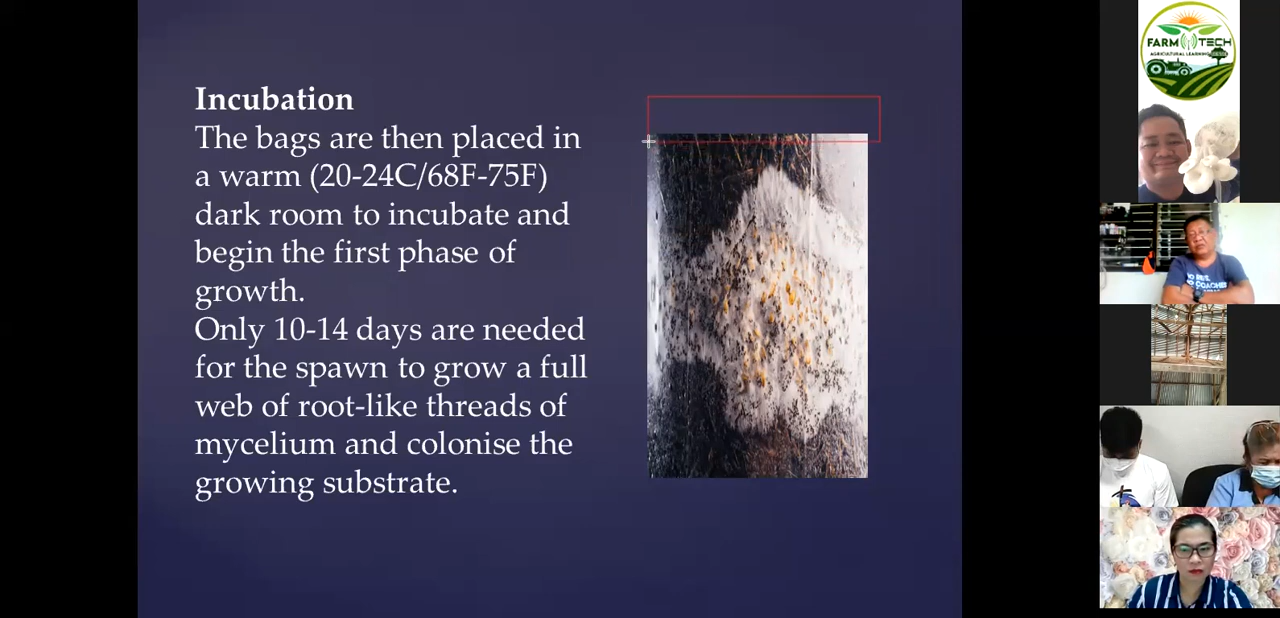 Incubation
The bags are then placed in
a warm (20-24C/68F-75F)
dark room to incubate and
begin the first phase of
growth.
Only 10-14 days are needed
for the spawn to grow a full
web of root-like threads of
mycelium and colonise the
growing substrate.
FARM TECH
AGRICULTURAL LEARNING